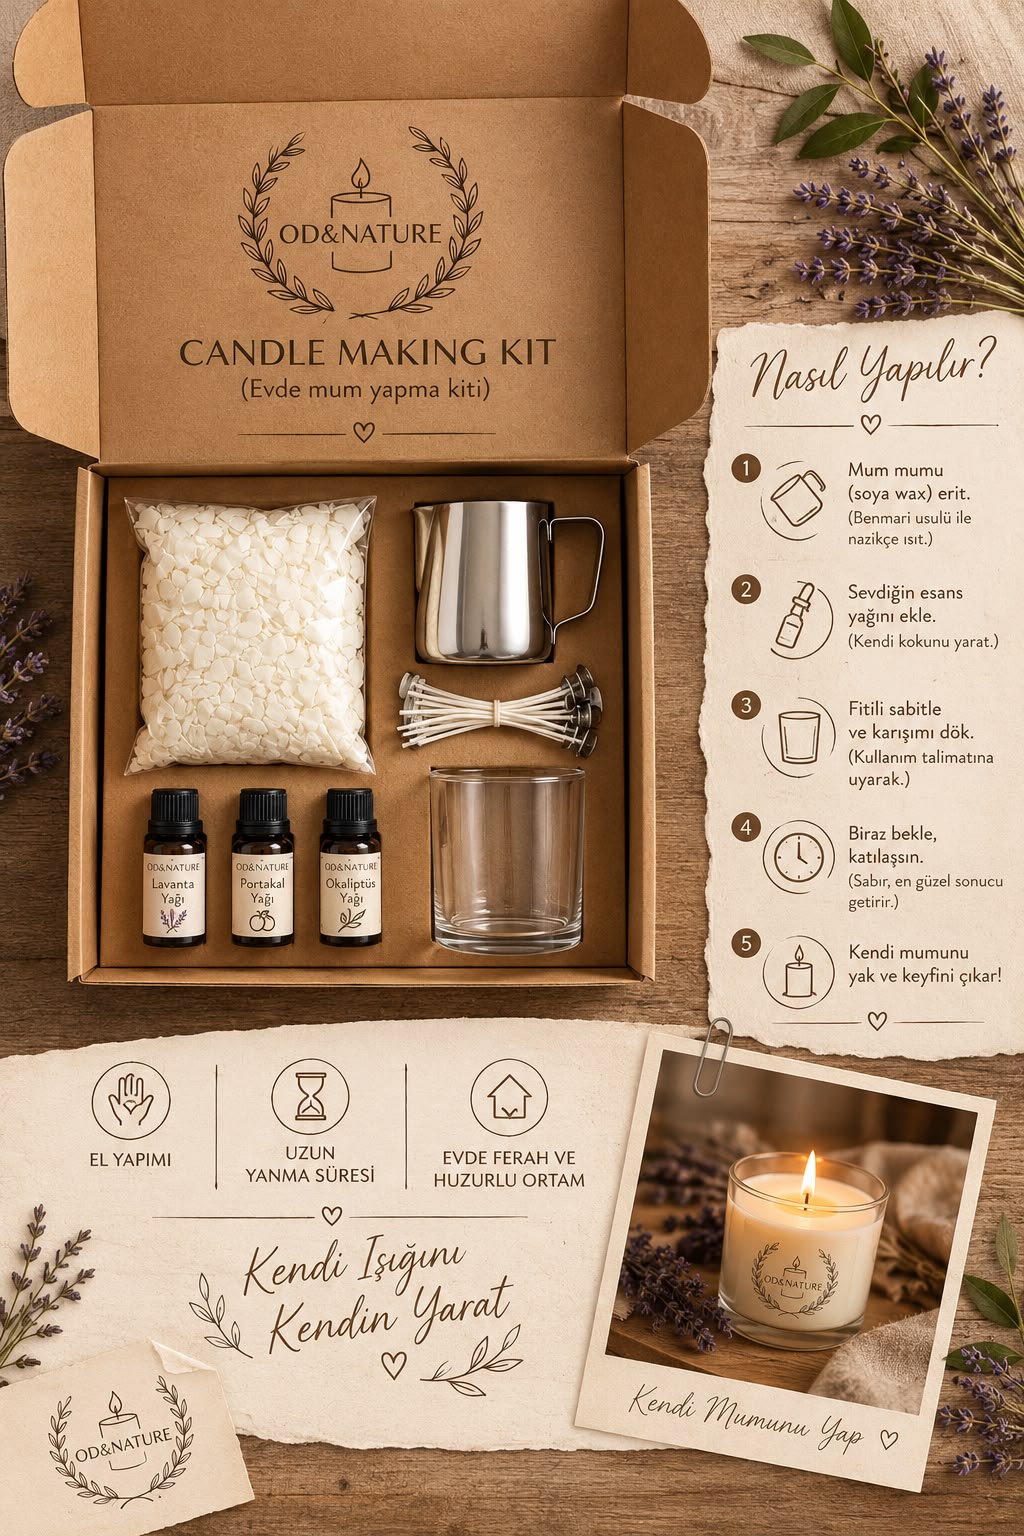 OD&NATURE
CANDLE MAKING KIT
(Evde mum yapma kiti)
OD&NATURE
Lavanta
Yağı
OD&NATURE
Portakal
Yağı
OD&NATURE
Okaliptüs
Yağı
Nasıl Yapılır?
1
Mum mumu
(soya wax) erit.
(Benmari usulü ile
nazikçe ısıt.)
2
Sevdiğin esans
yağını ekle.
(Kendi kokunu yarat.)
3
Fitili sabitle
ve karışımı dök.
(Kullanım talimatına
uyarak.)
4
Biraz bekle,
katılaşsın.
(Sabır, en güzel sonucu
getirir.)
5
Kendi mumunu
yak ve keyfini çıkar!
EL YAPIMI
UZUN
YANMA SÜRESİ
EVDE FERAH VE
HUZURLU ORTAM
Kendi Işığını
Kendin Yarat
OD&NATURE
OD&NATURE
Kendi Mumunu Yap